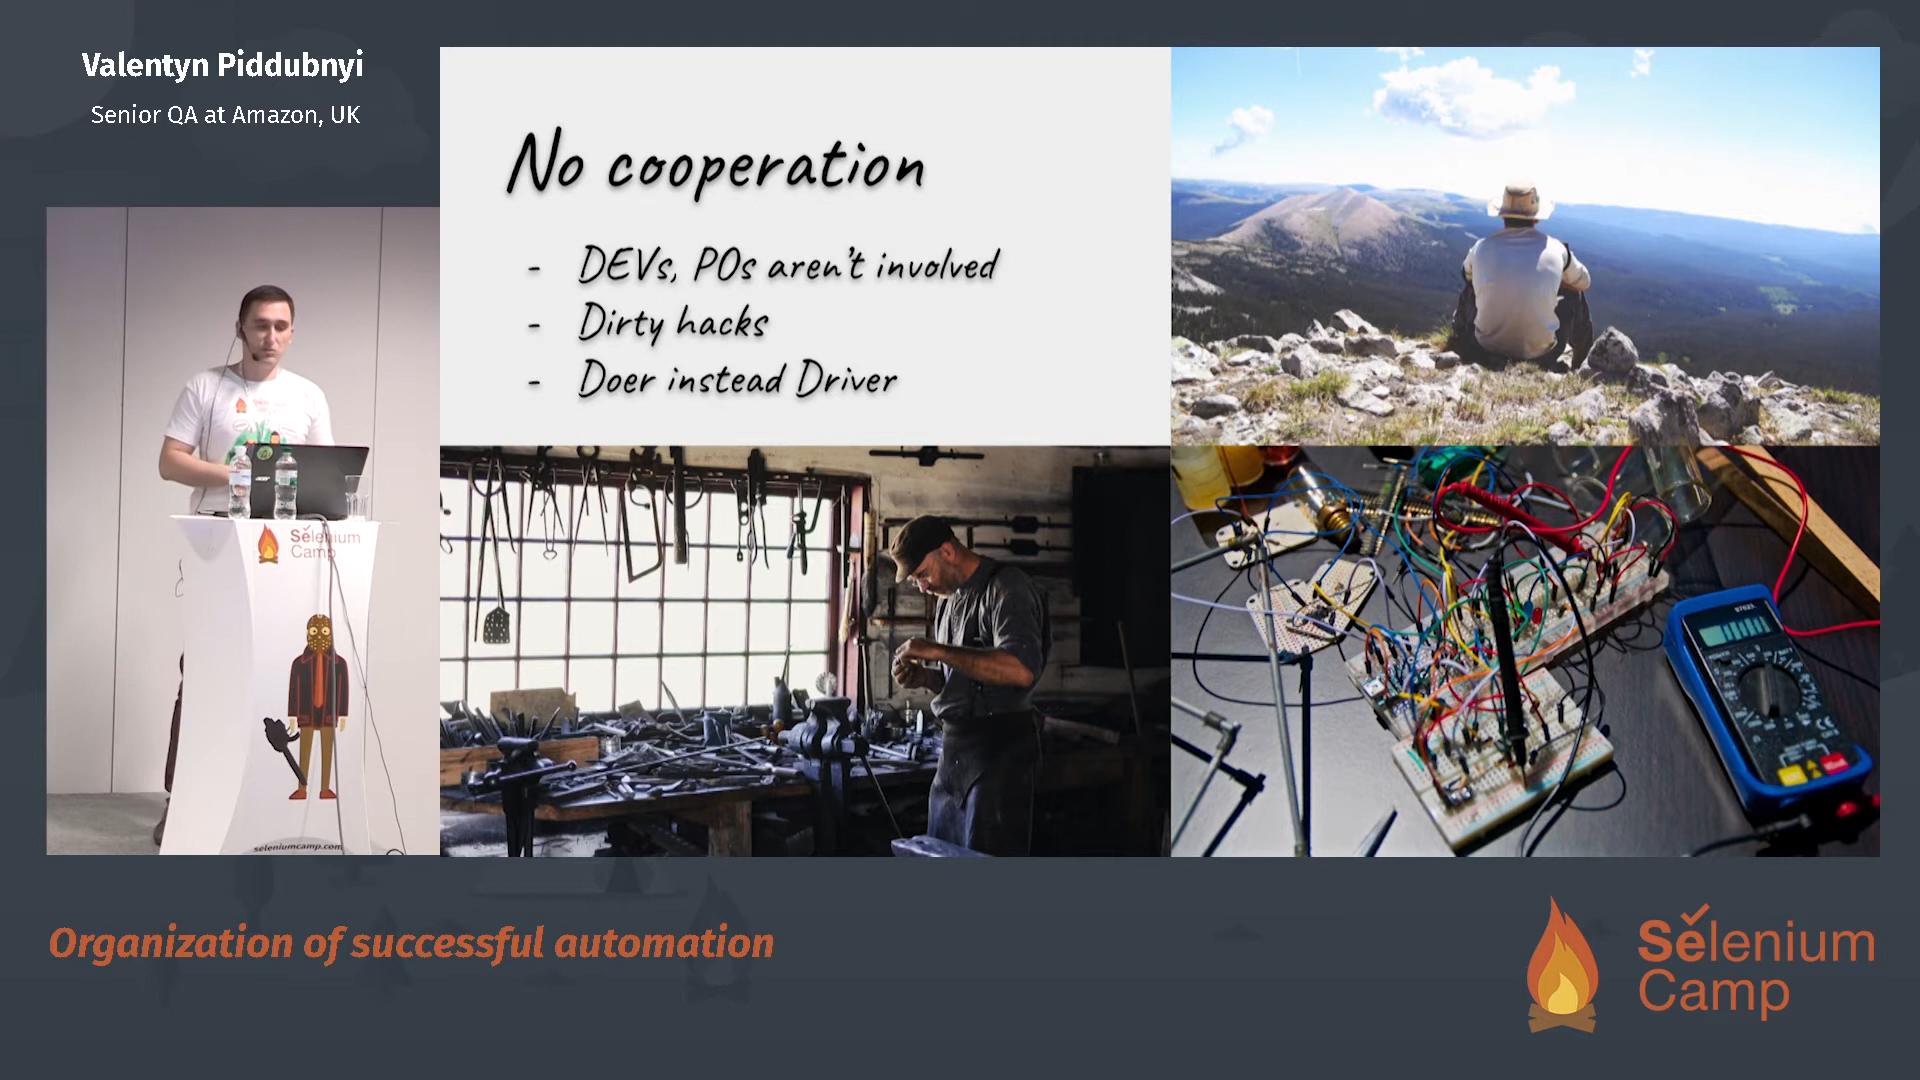 Valentyn Piddubnyi
Senior QA at Amazon, UK
No cooperation
- DEVs, POs aren't involved
- Dirty hacks
- Doer instead Driver
Selenium
Camp
seleniumcamp.com
acer
Organization of successful automation
Selenium
Camp